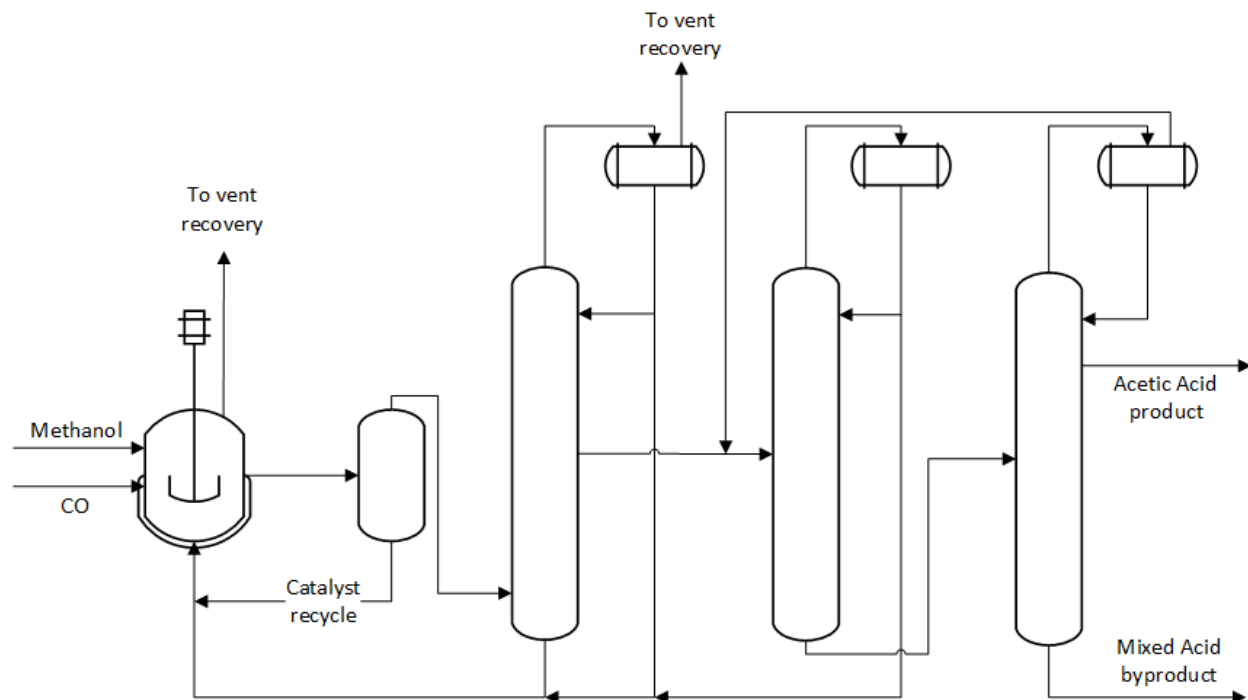 To vent
recovery
To vent
recovery
Methanol
CO
Catalyst
recycle
Acetic Acid
product
Mixed Acid
byproduct